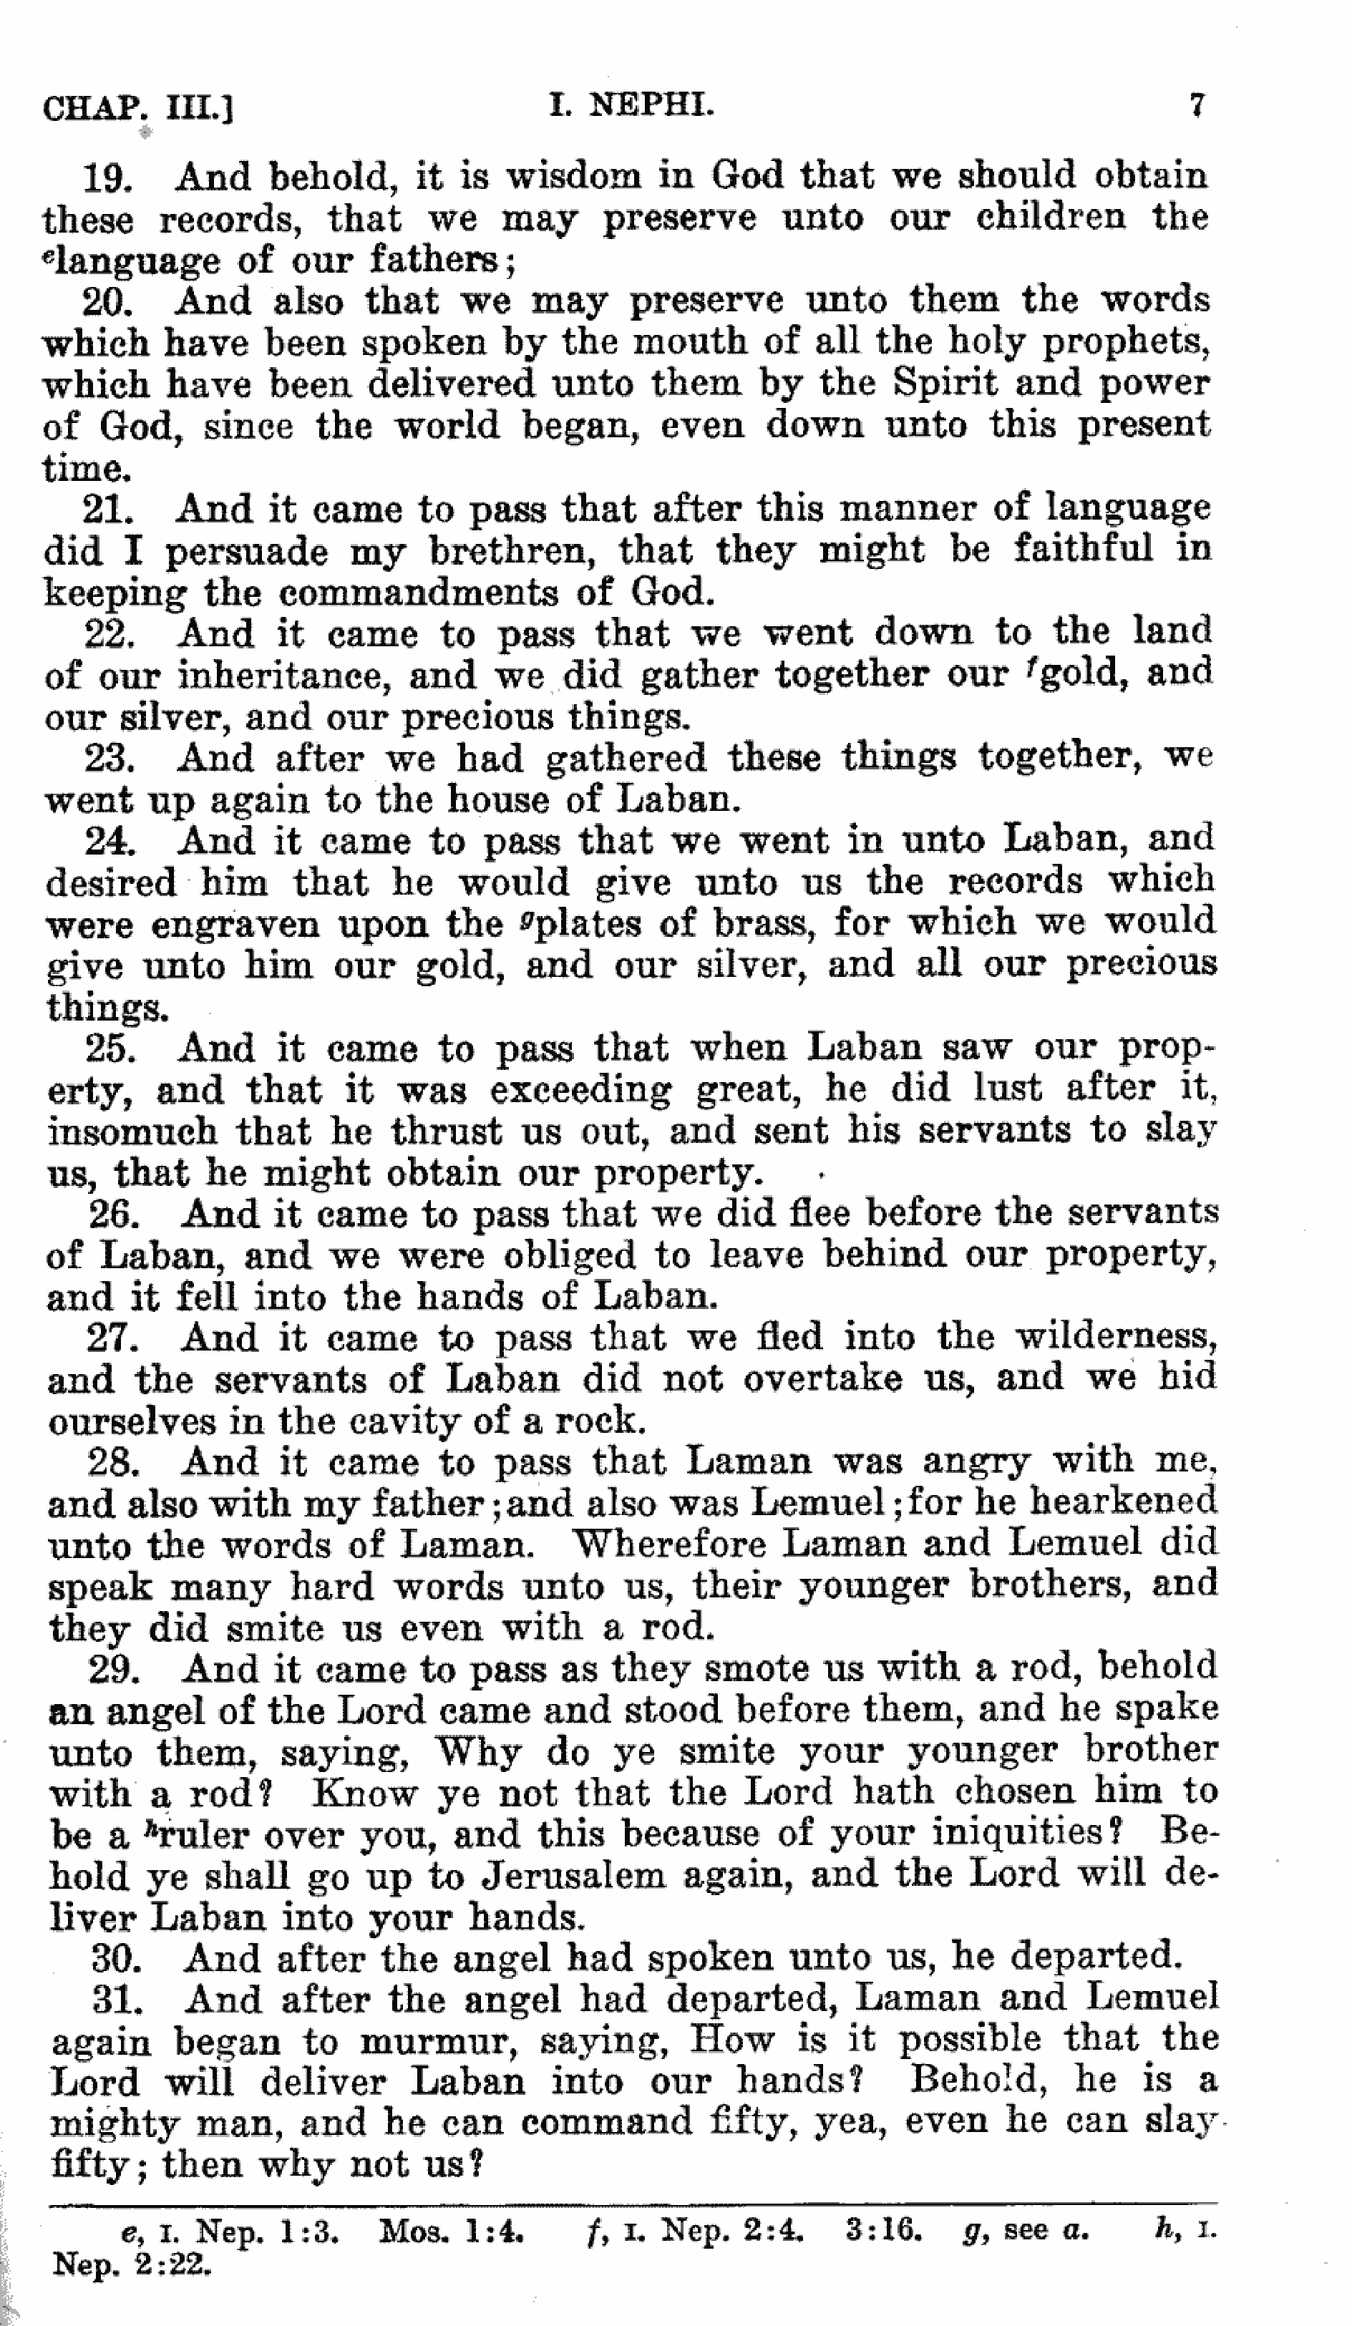 CHAP. III.] I. NEPHI. 7
19. And behold, it is wisdom in God that we should obtain
these records, that we may preserve unto our children the
ᵉlanguage of our fathers;
20. And also that we may preserve unto them the words
which have been spoken by the mouth of all the holy prophets,
which have been delivered unto them by the Spirit and power
of God, since the world began, even down unto this present
time.
21. And it came to pass that after this manner of language
did I persuade my brethren, that they might be faithful in
keeping the commandments of God.
22. And it came to pass that we went down to the land
of our inheritance, and we did gather together our ᶠgold, and
our silver, and our precious things.
23. And after we had gathered these things together, we
went up again to the house of Laban.
24. And it came to pass that we went in unto Laban, and
desired him that he would give unto us the records which
were engraven upon the ᵍplates of brass, for which we would
give unto him our gold, and our silver, and all our precious
things.
25. And it came to pass that when Laban saw our prop-
erty, and that it was exceeding great, he did lust after it,
insomuch that he thrust us out, and sent his servants to slay
us, that he might obtain our property.
26. And it came to pass that we did flee before the servants
of Laban, and we were obliged to leave behind our property,
and it fell into the hands of Laban.
27. And it came to pass that we fled into the wilderness,
and the servants of Laban did not overtake us, and we hid
ourselves in the cavity of a rock.
28. And it came to pass that Laman was angry with me,
and also with my father;and also was Lemuel;for he hearkened
unto the words of Laman. Wherefore Laman and Lemuel did
speak many hard words unto us, their younger brothers, and
they did smite us even with a rod.
29. And it came to pass as they smote us with a rod, behold
an angel of the Lord came and stood before them, and he spake
unto them, saying, Why do ye smite your younger brother
with a rod? Know ye not that the Lord hath chosen him to
be a ʰruler over you, and this because of your iniquities? Be-
hold ye shall go up to Jerusalem again, and the Lord will de-
liver Laban into your hands.
30. And after the angel had spoken unto us, he departed.
31. And after the angel had departed, Laman and Lemuel
again began to murmur, saying, How is it possible that the
Lord will deliver Laban into our hands? Behold, he is a
mighty man, and he can command fifty, yea, even he can slay
fifty; then why not us?
e, I. Nep. 1:3. Mos. 1:4. f, I. Nep. 2:4. 3:16. g, see a. h, I.
Nep. 2:22.